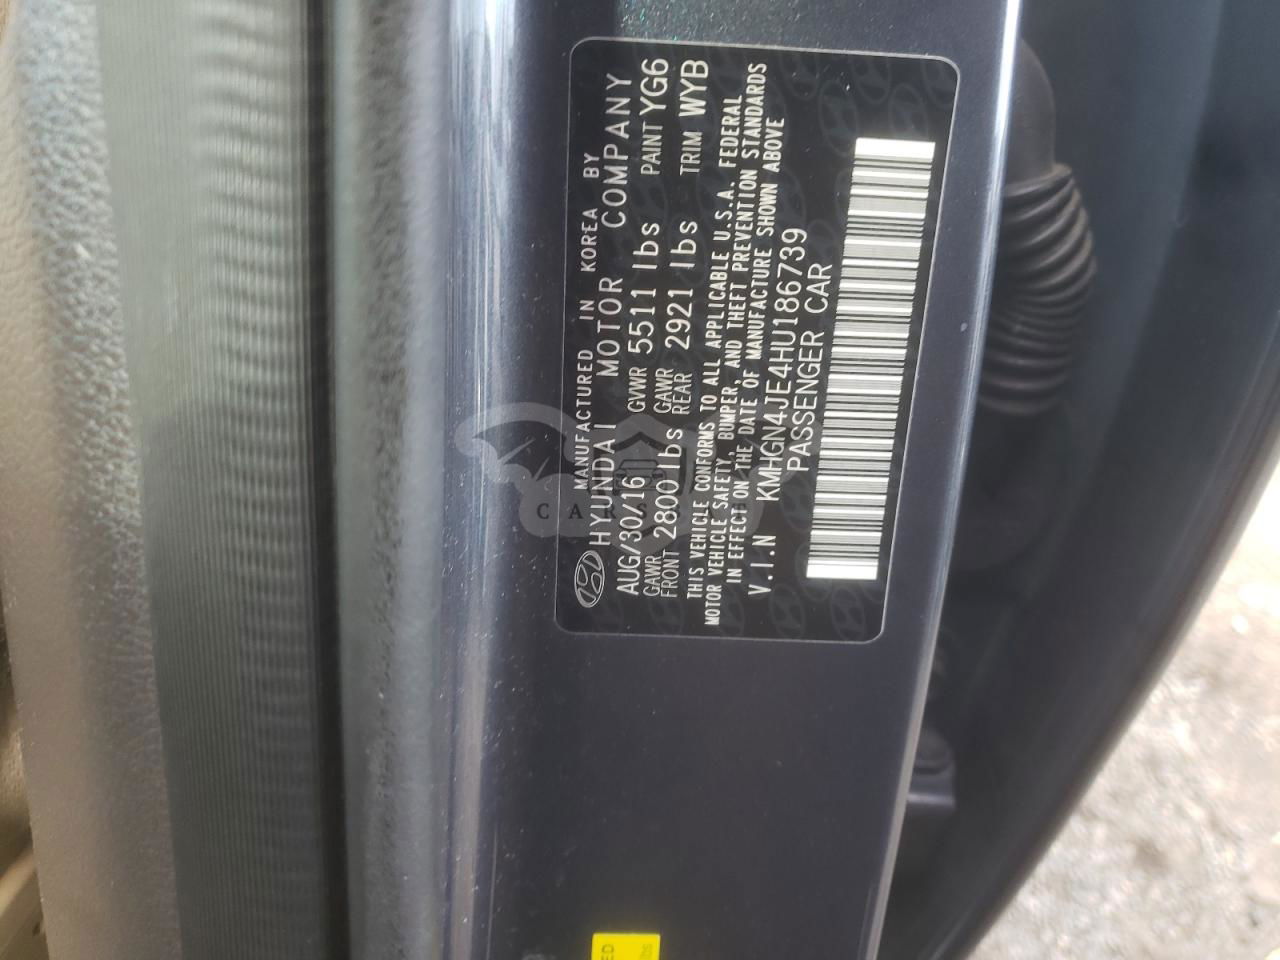 MANUFACTURED IN KOREA BY
HYUNDAI MOTOR COMPANY
AUG/30/16 GVWR 5511 lbs PAINT YG6
GAWR FRONT 2800 lbs GAWR REAR 2921 lbs TRIM WYB
THIS VEHICLE CONFORMS TO ALL APPLICABLE U.S.A. FEDERAL
MOTOR VEHICLE SAFETY, BUMPER, AND THEFT PREVENTION STANDARDS
IN EFFECT ON THE DATE OF MANUFACTURE SHOWN ABOVE
V.I.N KMHGN4JE4HU186739
PASSENGER CAR